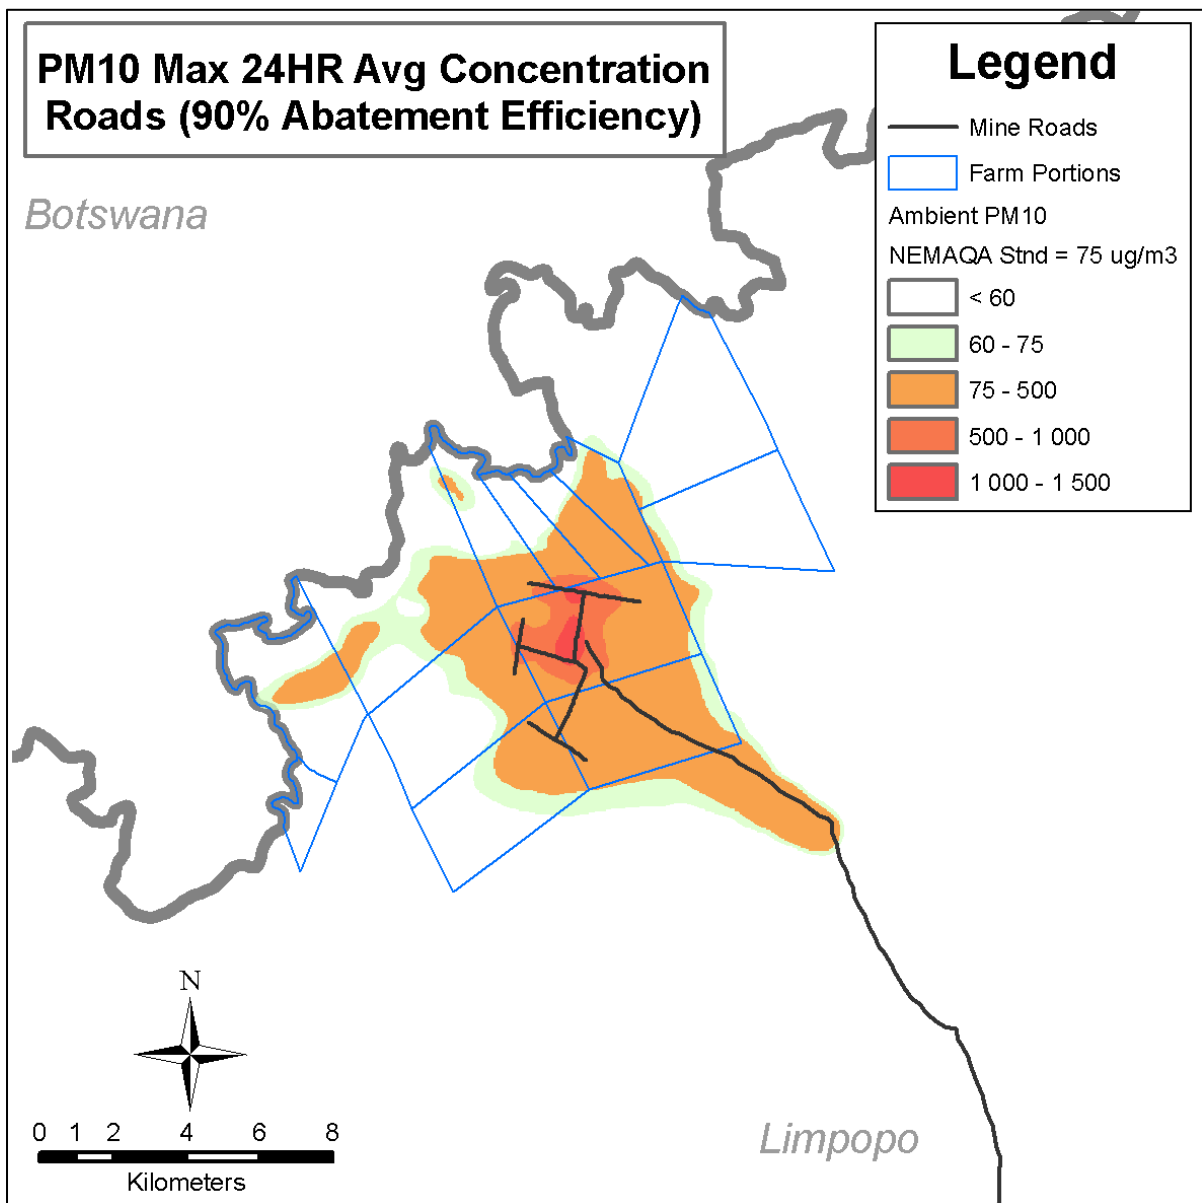 PM10 Max 24HR Avg Concentration
Roads (90% Abatement Efficiency)
Legend
Mine Roads
Farm Portions
Ambient PM10
NEMAQA Stnd = 75 ug/m3
< 60
60 - 75
75 - 500
500 - 1 000
1 000 - 1 500
Botswana
N
0 1 2 4 6 8
Kilometers
Limpopo